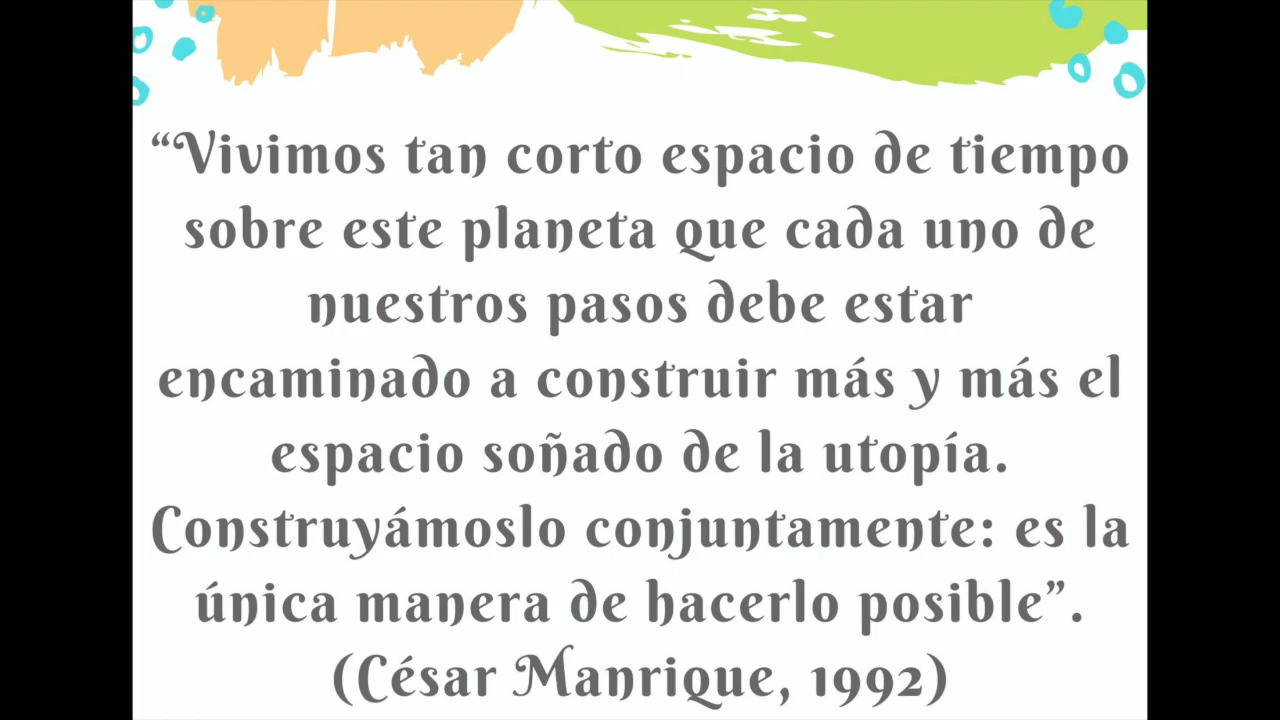 “Vivimos tan corto espacio de tiempo
sobre este planeta que cada uno de
nuestros pasos debe estar
encaminado a construir más y más el
espacio soñado de la utopía.
Construyámoslo conjuntamente: es la
única manera de hacerlo posible”.
(César Manrique, 1992)